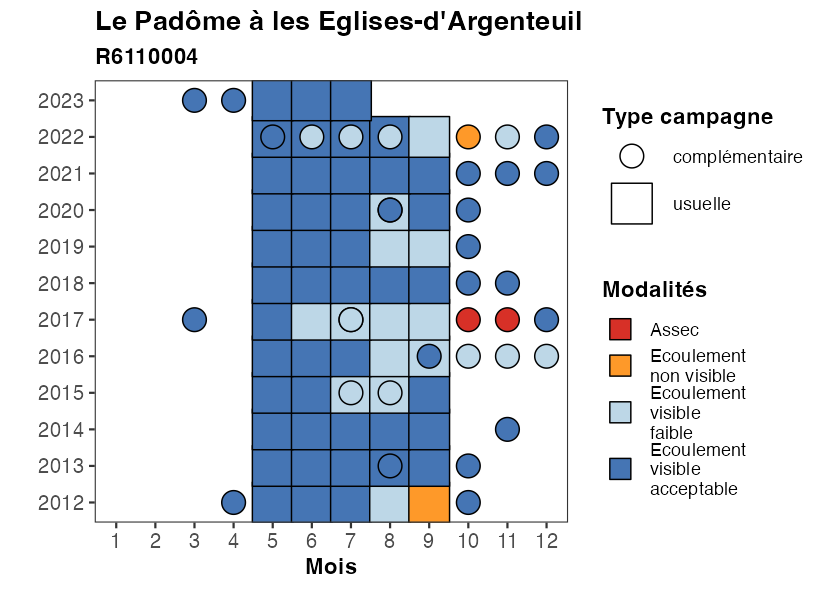 Le Padôme à les Eglises-d'Argenteuil
R6110004
2023
2022
2021
2020
2019
2018
2017
2016
2015
2014
2013
2012
1 2 3 4 5 6 7 8 9 10 11 12
Mois
Type campagne
complémentaire
usuelle
Modalités
Assec
Ecoulement
non visible
Ecoulement
visible
faible
Ecoulement
visible
acceptable